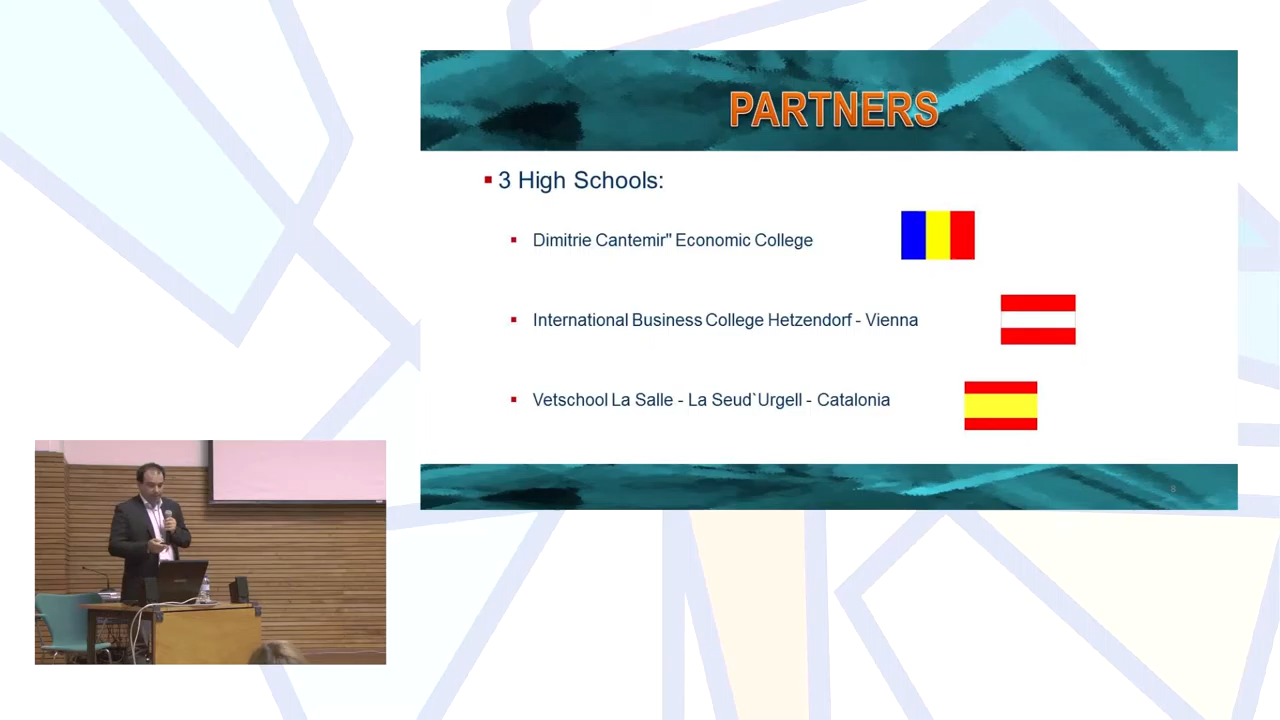 PARTNERS
3 High Schools:
Dimitrie Cantemir" Economic College
International Business College Hetzendorf - Vienna
Vetschool La Salle - La Seud`Urgell - Catalonia
8